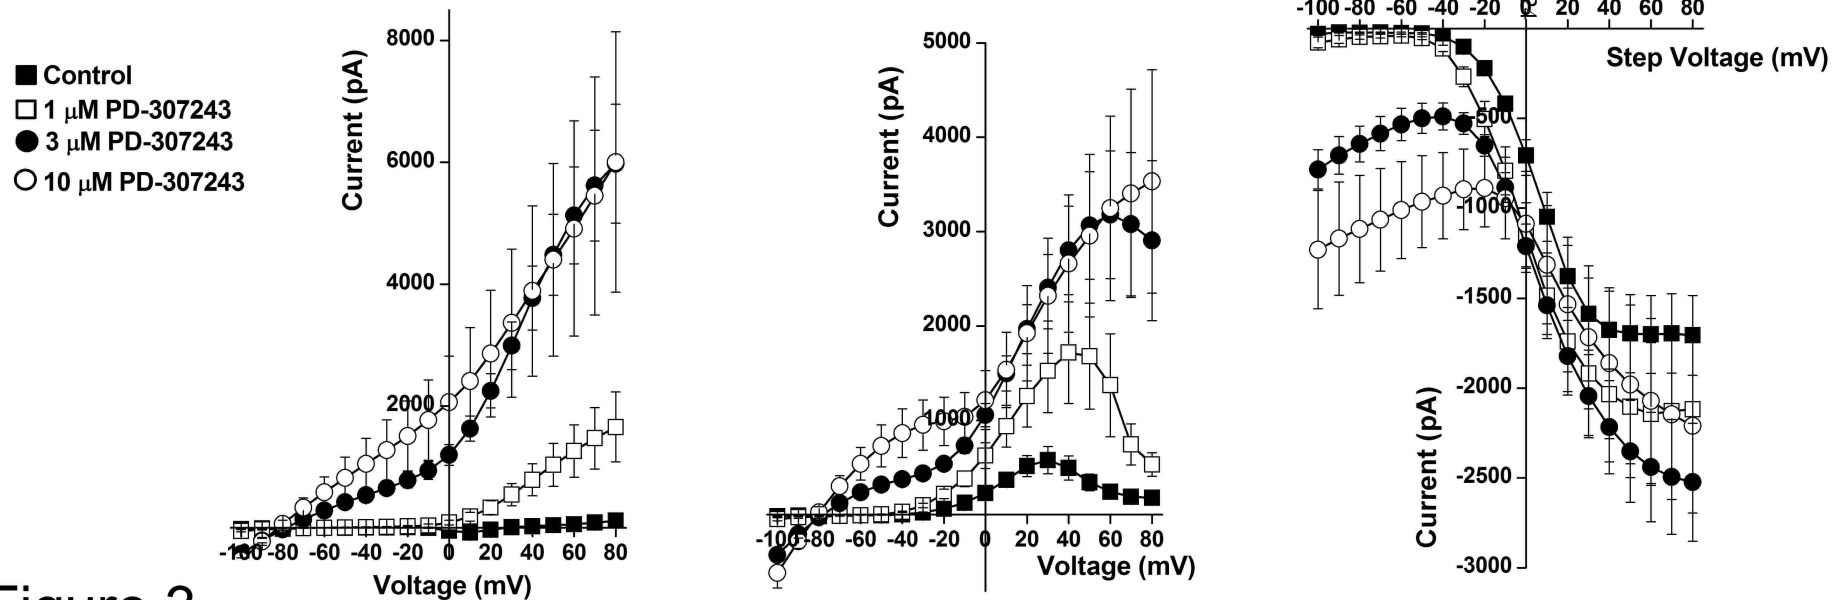 Control
1 μM PD-307243
3 μM PD-307243
10 μM PD-307243
Current (pA)
8000
6000
4000
2000
-100 -80 -60 -40 -20 0 20 40 60 80
Voltage (mV)
Current (pA)
5000
4000
3000
2000
1000
-100 -80 -60 -40 -20 0 20 40 60 80
Voltage (mV)
-100 -80 -60 -40 -20 0 20 40 60 80
Step Voltage (mV)
-500
-1000
-1500
-2000
-2500
-3000
Current (pA)